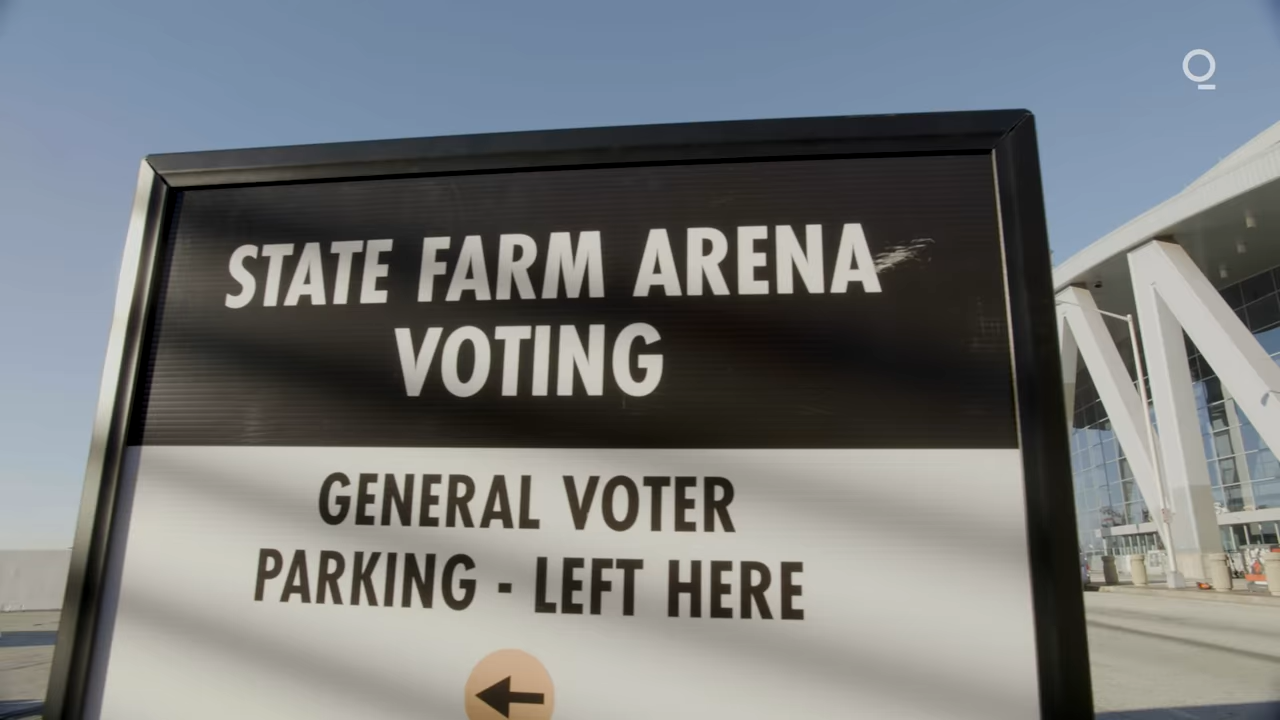 STATE FARM ARENA
VOTING
GENERAL VOTER
PARKING - LEFT HERE